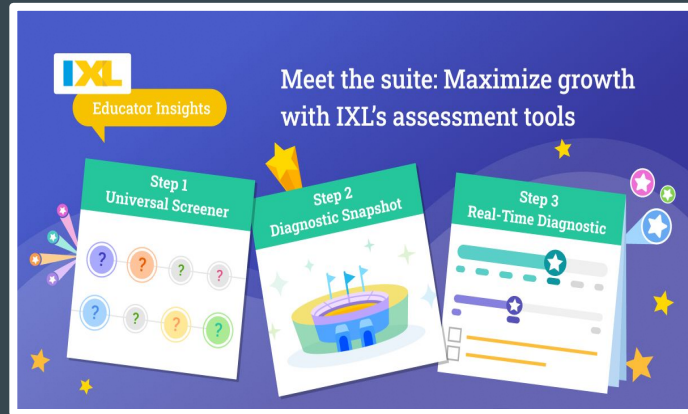 IXL
Educator Insights
Meet the suite: Maximize growth
with IXL's assessment tools
Step 1
Universal Screener
? ? ? ?
? ? ? ?
Step 2
Diagnostic Snapshot
Step 3
Real-Time Diagnostic